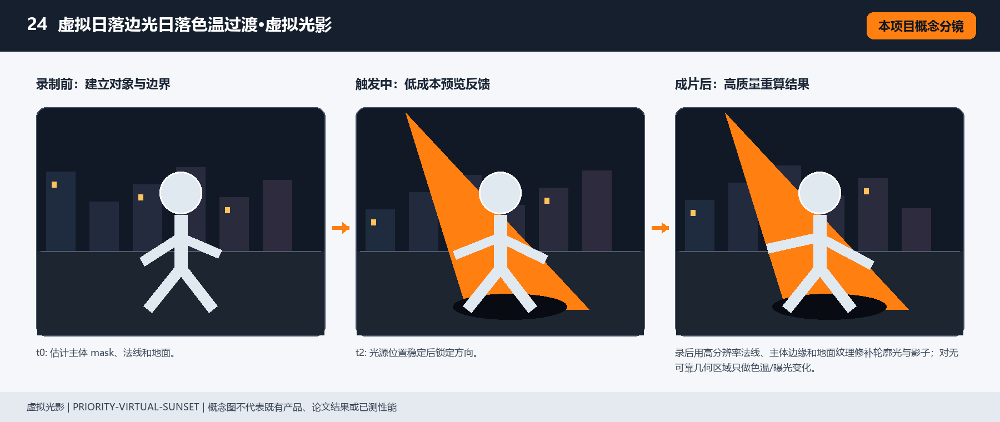 24 虚拟日落边光日落色温过渡•虚拟光影
本项目概念分镜
录制前：建立对象与边界
触发中：低成本预览反馈
成片后：高质量重算结果
t0: 估计主体 mask、法线和地面。
t2: 光源位置稳定后锁定方向。
录后用高分辨率法线、主体边缘和地面纹理修补轮廓光与影子；对无
可靠几何区域只做色温/曝光变化。
虚拟光影 | PRIORITY-VIRTUAL-SUNSET | 概念图不代表既有产品、论文结果或已测性能